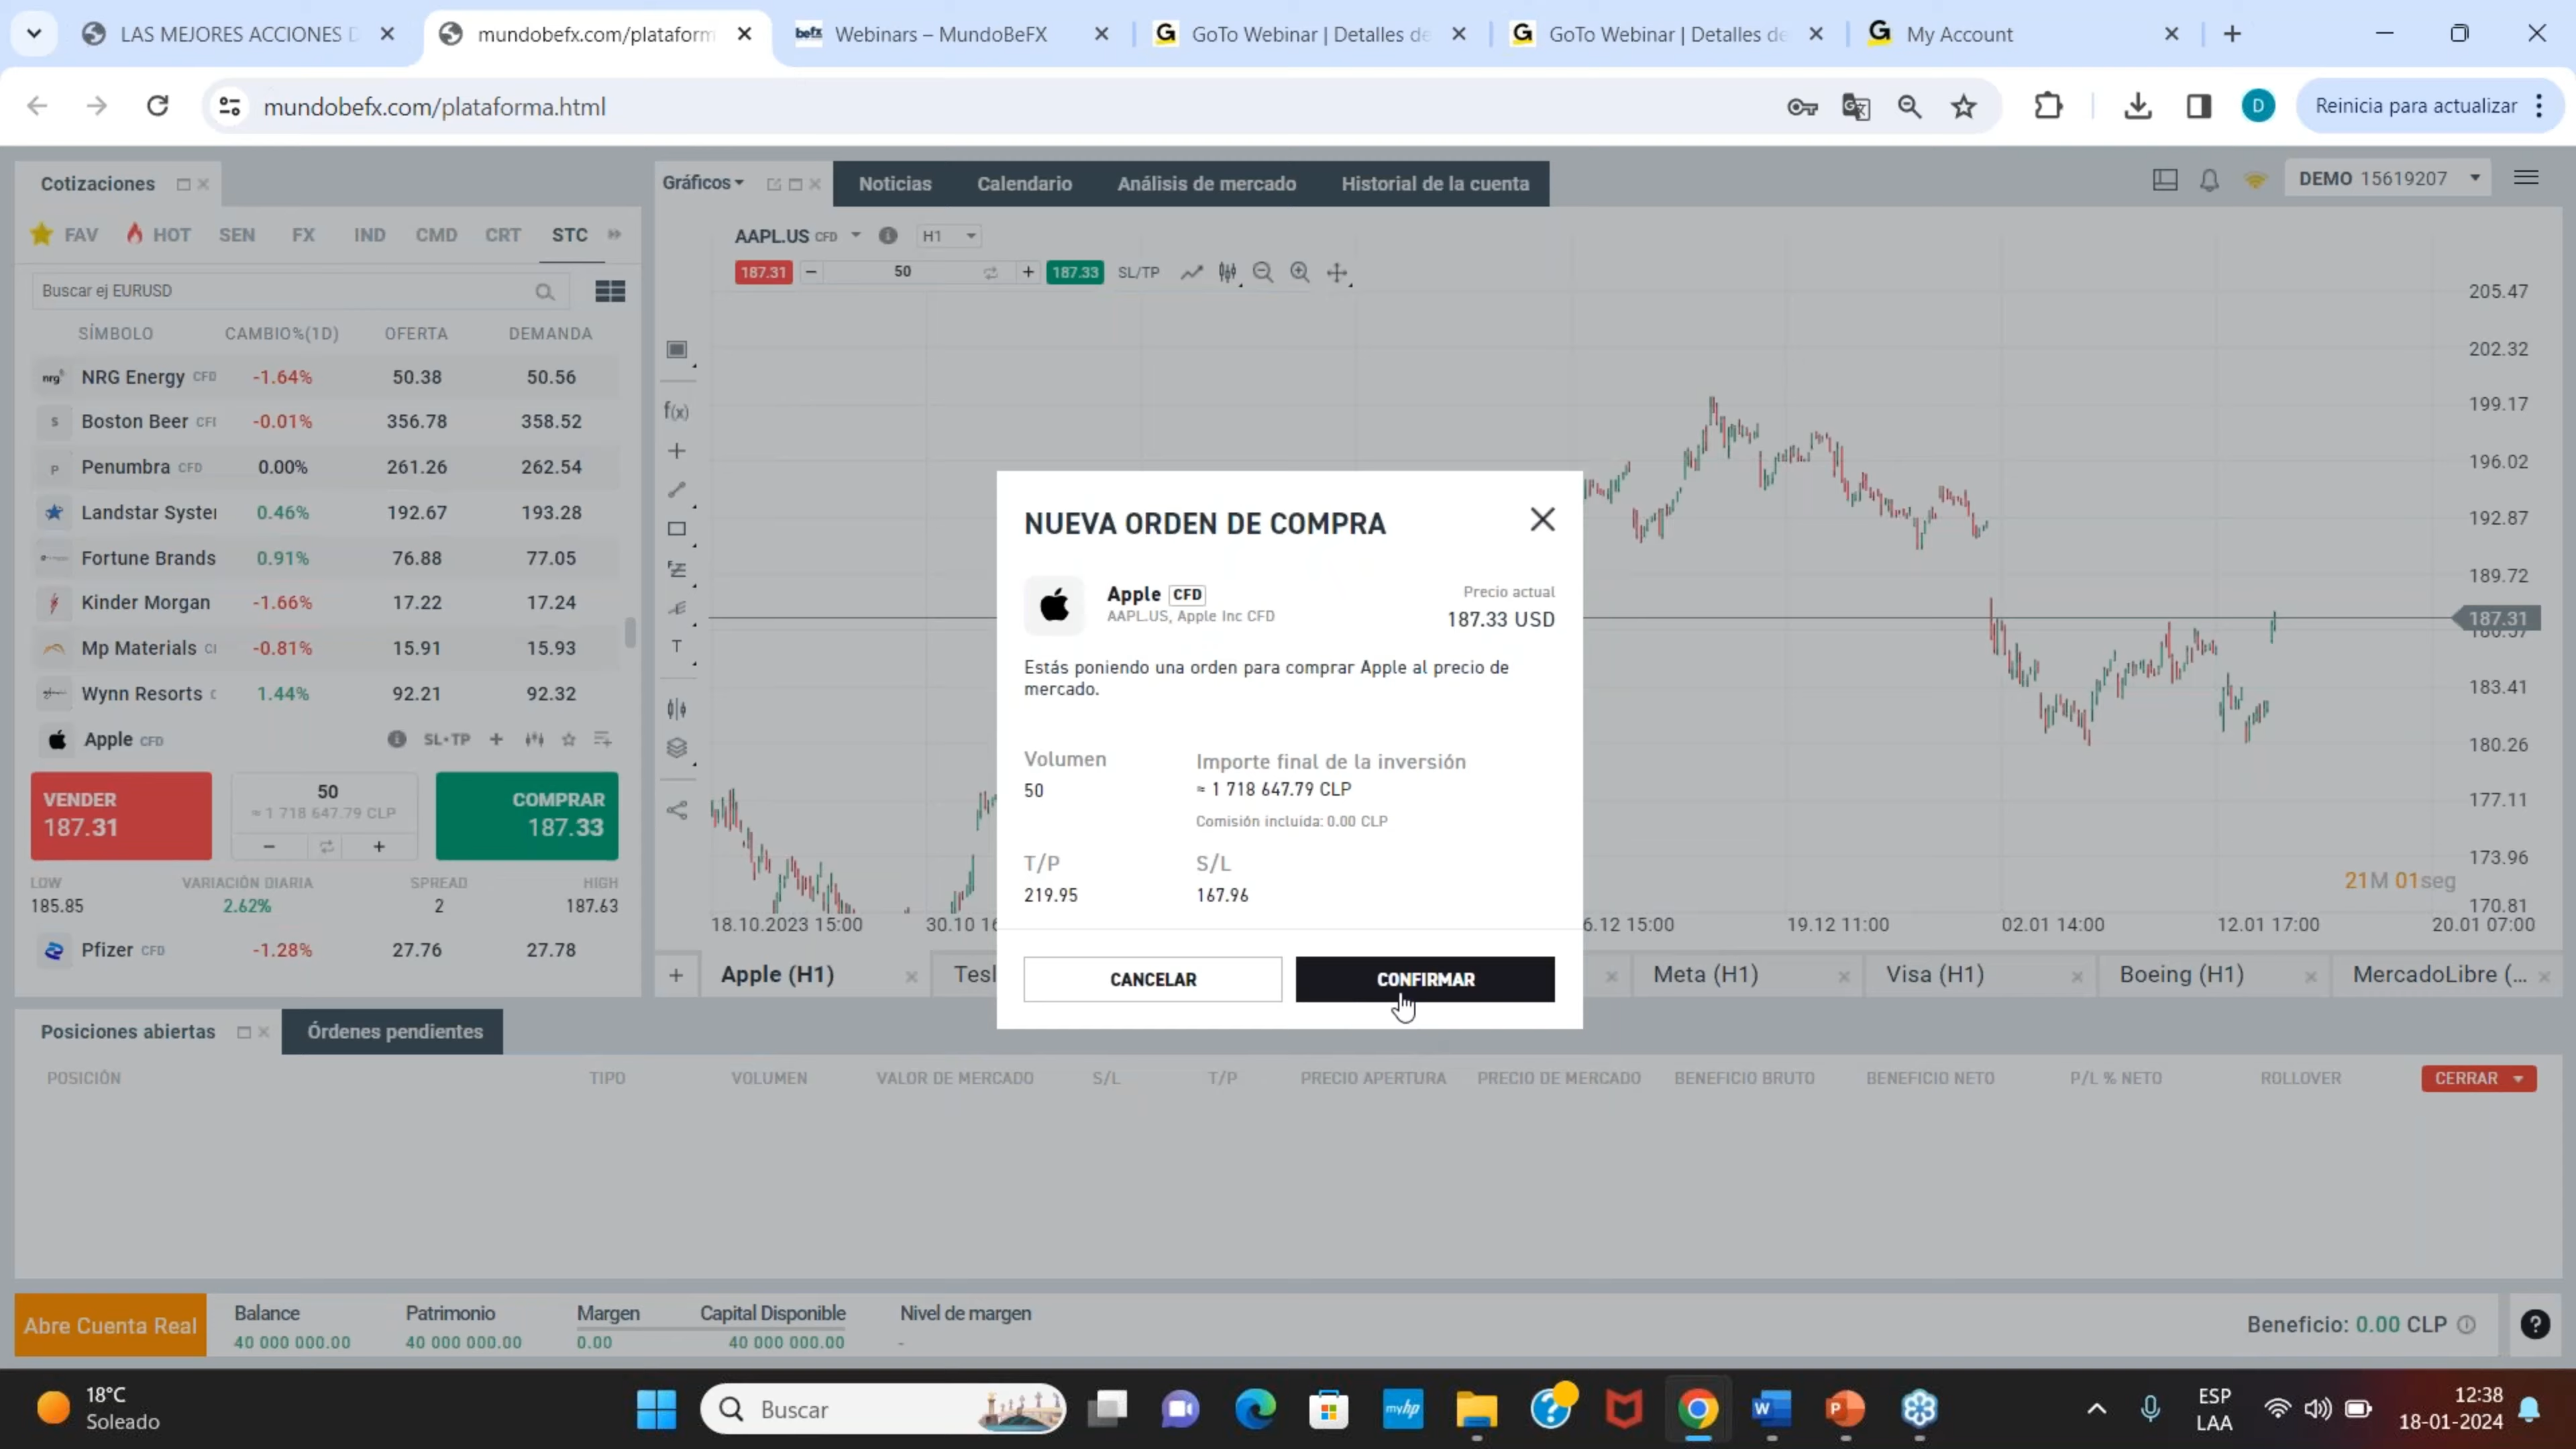 LAS MEJORES ACCIONES D
mundobefx.com/plataform
befx Webinars – MundoBeFX
G GoTo Webinar | Detalles de
G GoTo Webinar | Detalles de
G My Account
mundobefx.com/plataforma.html
D
Reinicia para actualizar
Cotizaciones
Gráficos
Noticias
Calendario
Análisis de mercado
Historial de la cuenta
DEMO 15619207
FAV HOT SEN FX IND CMD CRT STC
AAPL.US CFD
H1
187.31 − 50 + 187.33 SL/TP
Buscar ej EURUSD
SÍMBOLO CAMBIO%(1D) OFERTA DEMANDA
nrg NRG Energy CFD -1.64% 50.38 50.56
S Boston Beer CFI -0.01% 356.78 358.52
P Penumbra CFD 0.00% 261.26 262.54
Landstar Syster 0.46% 192.67 193.28
Fortune Brands 0.91% 76.88 77.05
Kinder Morgan -1.66% 17.22 17.24
Mp Materials CI -0.81% 15.91 15.93
Wynn Resorts C 1.44% 92.21 92.32
Apple CFD SL•TP
VENDER
187.31
50
≈ 1 718 647.79 CLP
COMPRAR
187.33
LOW VARIACIÓN DIARIA SPREAD HIGH
185.85 2.62% 2 187.63
Pfizer CFD -1.28% 27.76 27.78
f(x)
T
205.47
202.32
199.17
196.02
192.87
189.72
187.31
183.41
180.26
177.11
173.96
170.81
21M 01seg
18.10.2023 15:00
30.10 16
6.12 15:00
19.12 11:00
02.01 14:00
12.01 17:00
20.01 07:00
NUEVA ORDEN DE COMPRA
Apple CFD
AAPL.US, Apple Inc CFD
Precio actual
187.33 USD
Estás poniendo una orden para comprar Apple al precio de
mercado.
Volumen
50
Importe final de la inversión
≈ 1 718 647.79 CLP
Comisión incluida: 0.00 CLP
T/P
219.95
S/L
167.96
CANCELAR
CONFIRMAR
Apple (H1)
Tesl
Meta (H1)
Visa (H1)
Boeing (H1)
MercadoLibre (...
Posiciones abiertas
Órdenes pendientes
POSICIÓN TIPO VOLUMEN VALOR DE MERCADO S/L T/P PRECIO APERTURA PRECIO DE MERCADO BENEFICIO BRUTO BENEFICIO NETO P/L % NETO ROLLOVER CERRAR
Abre Cuenta Real
Balance Patrimonio Margen Capital Disponible Nivel de margen
40 000 000.00 40 000 000.00 0.00 40 000 000.00 -
Beneficio: 0.00 CLP
?
18°C
Soleado
Buscar
myhp
ESP
LAA
12:38
18-01-2024